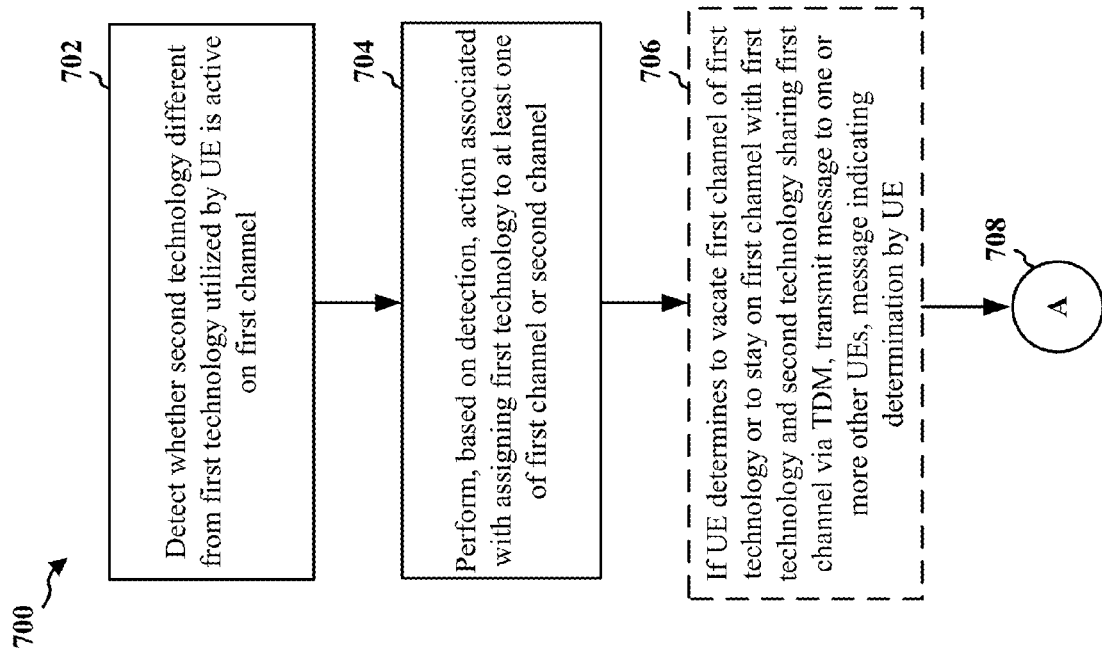 700
702
Detect whether second technology different
from first technology utilized by UE is active
on first channel
704
Perform, based on detection, action associated
with assigning first technology to at least one
of first channel or second channel
706
If UE determines to vacate first channel of first
technology or to stay on first channel with first
technology and second technology sharing first
channel via TDM, transmit message to one or
more other UEs, message indicating
determination by UE
708
A